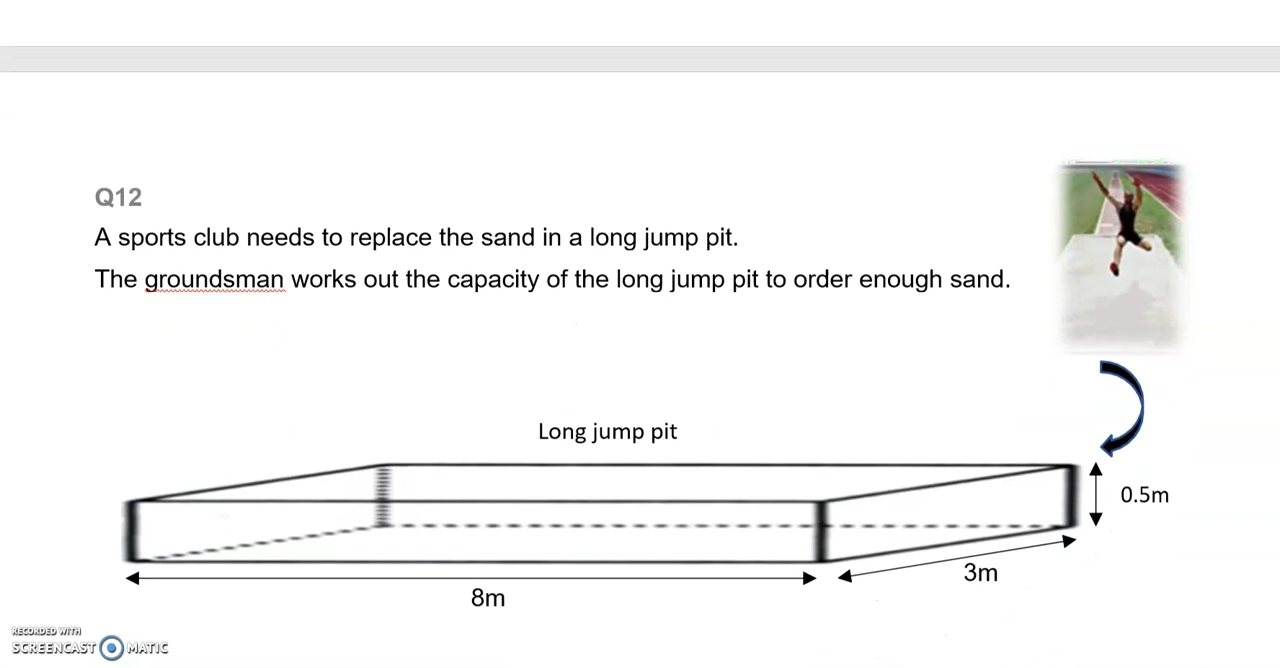 Q12
A sports club needs to replace the sand in a long jump pit.
The groundsman works out the capacity of the long jump pit to order enough sand.
Long jump pit
0.5m
3m
8m
RECORDED WITH
SCREENCAST MATIC